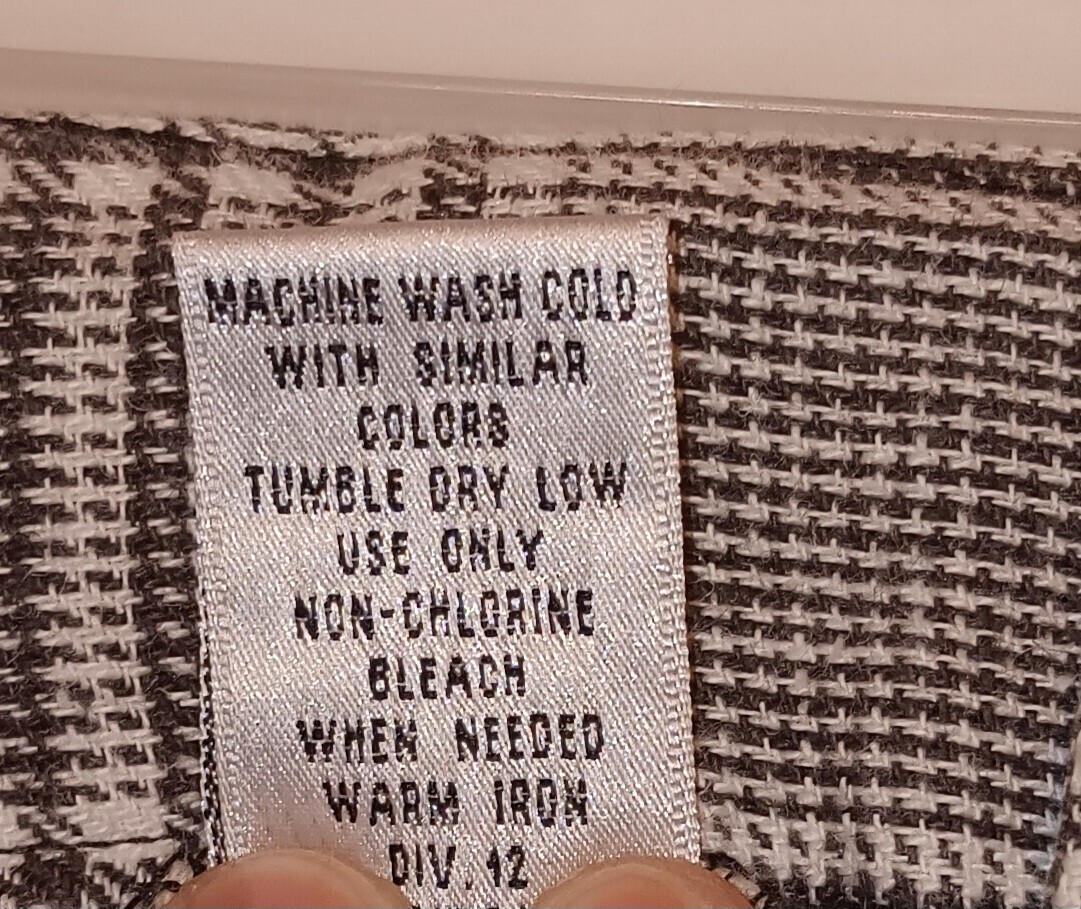 MACHINE WASH COLD
WITH SIMILAR
COLORS
TUMBLE DRY LOW
USE ONLY
NON-CHLORINE
BLEACH
WHEN NEEDED
WARM IRON
DIV. 12